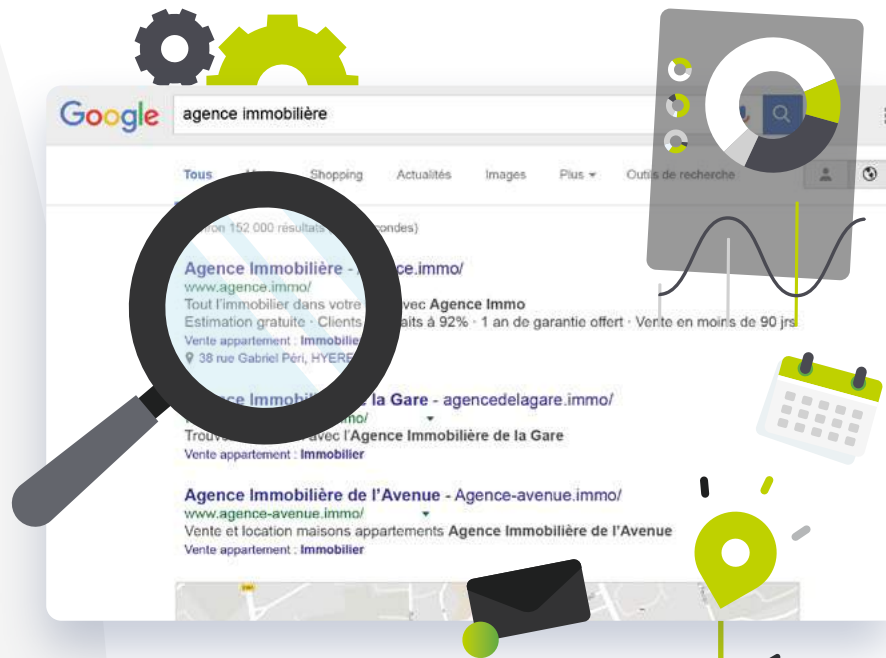 Google
agence immobilière
Tous Shopping Actualités Images Plus Outils de recherche
152 000 résultats
Agence Immobilière - ce.immo/
www.agence.immo/
Tout l'immobilier dans votre Agence Immo
Estimation gratuite · Clients à 92% · 1 an de garantie offert · Vente en moins de 90 jrs
Vente appartement :
38 rue Gabriel Péri, HYERE
la Gare - agencedelagare.immo/
avec l'Agence Immobilière de la Gare
Vente appartement : Immobilier
Agence Immobilière de l'Avenue - Agence-avenue.immo/
www.agence-avenue.immo/
Vente et location maisons appartements Agence Immobilière de l'Avenue
Vente appartement : Immobilier